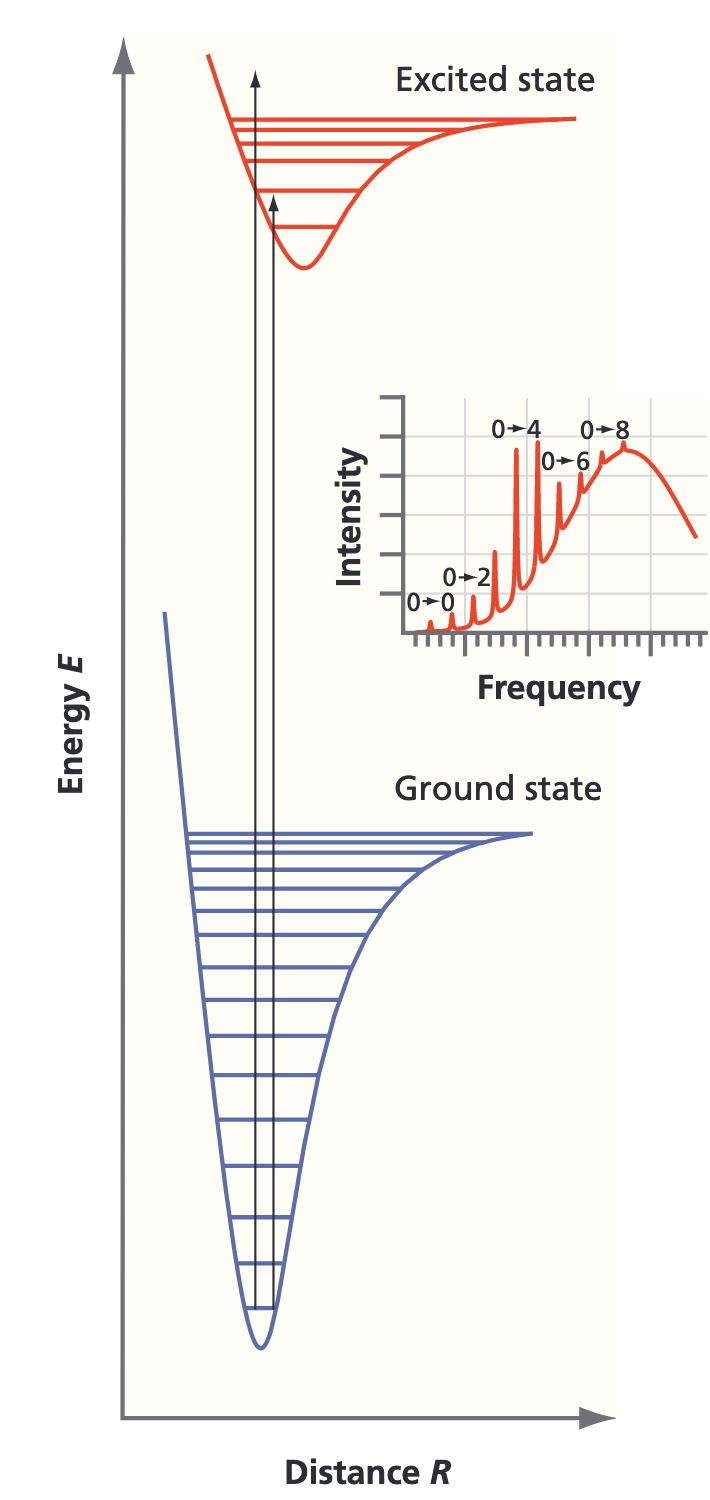 Excited state
0→4
0→8
0→6
0→2
0→0
Intensity
Frequency
Energy E
Ground state
Distance R